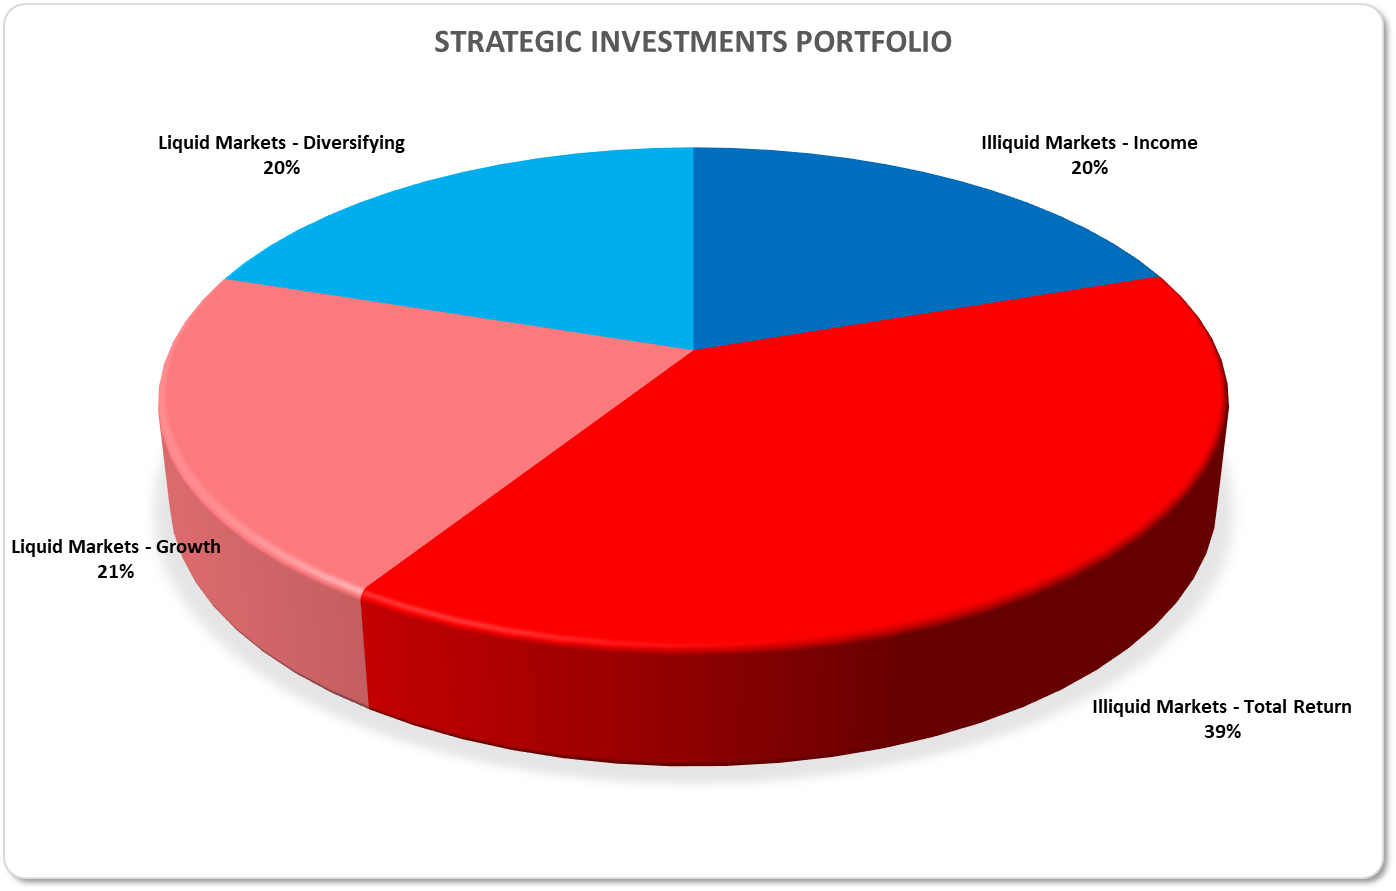 STRATEGIC INVESTMENTS PORTFOLIO
Liquid Markets - Diversifying
20%
Illiquid Markets - Income
20%
Liquid Markets - Growth
21%
Illiquid Markets - Total Return
39%